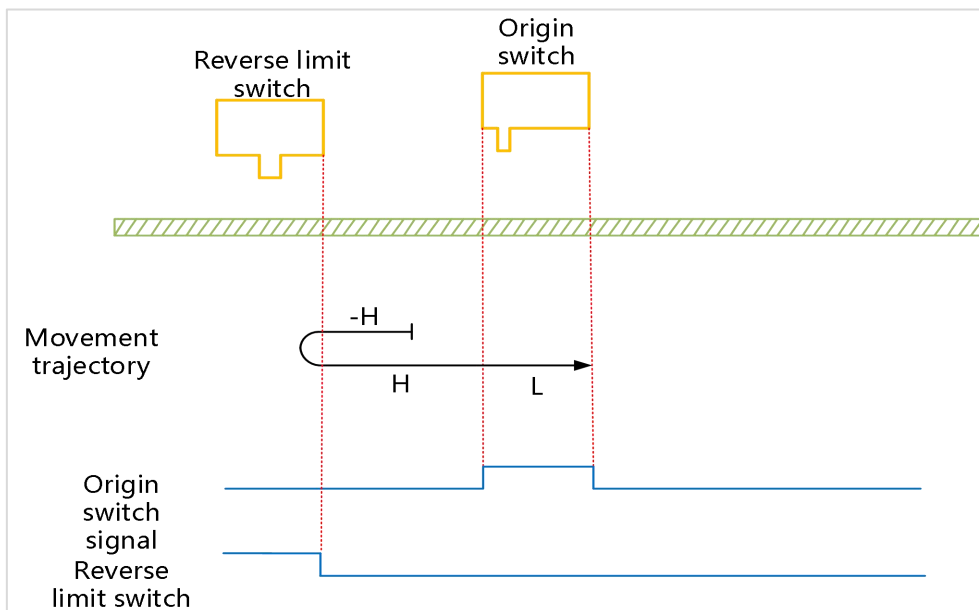 Origin
switch
Reverse limit
switch
-H
Movement
trajectory
H
L
Origin
switch
signal
Reverse
limit switch